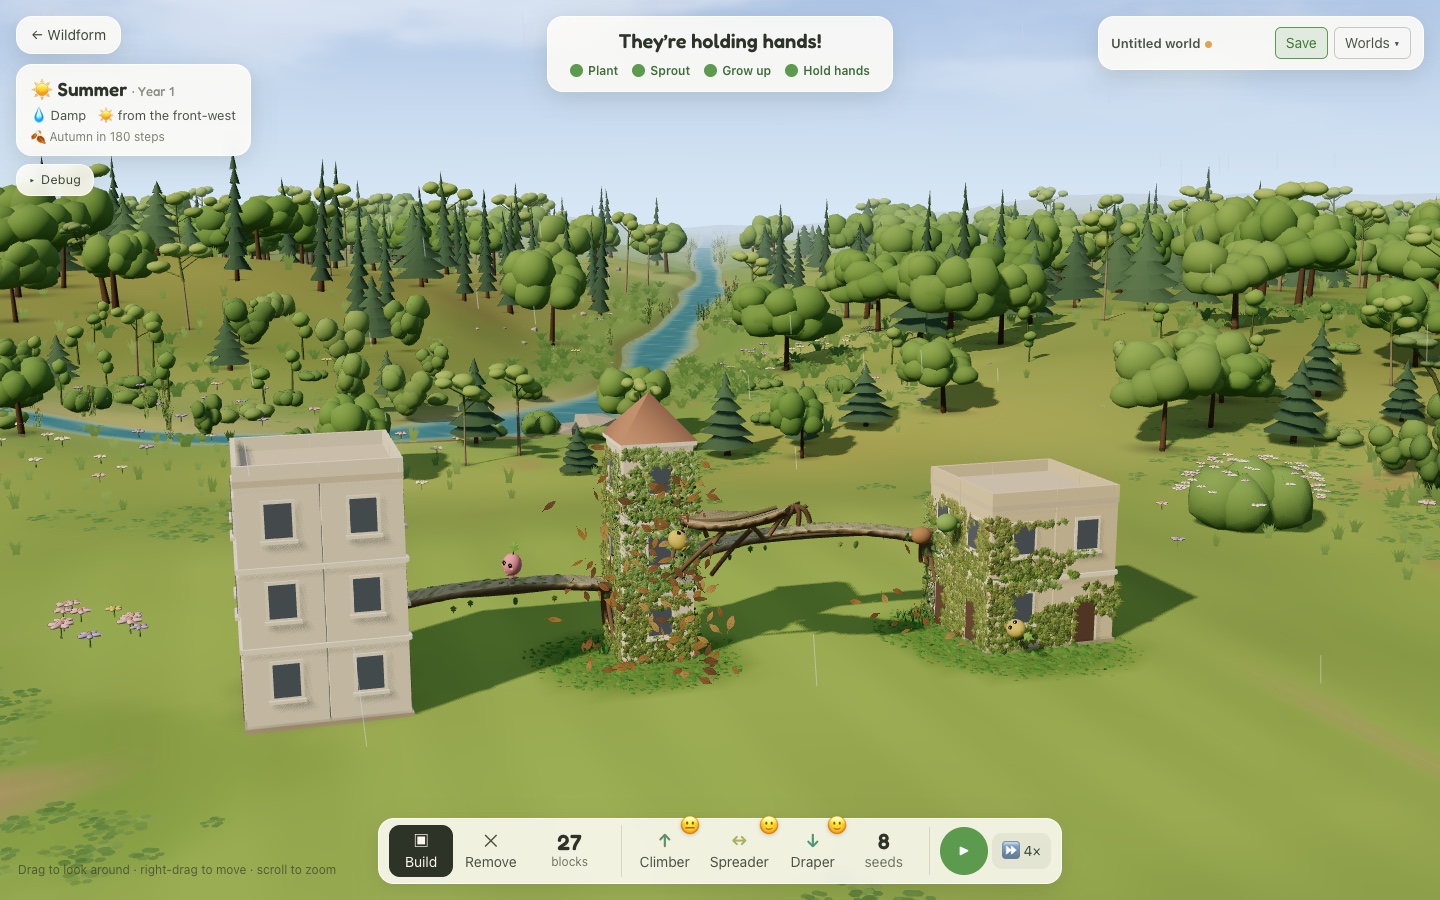 ← Wildform
Summer · Year 1
Damp from the front-west
Autumn in 180 steps
▸ Debug
They're holding hands!
Plant Sprout Grow up Hold hands
Untitled world
Save
Worlds ▾
Drag to look around · right-drag to move · scroll to zoom
Build
Remove
27
blocks
Climber
Spreader
Draper
8
seeds
4×